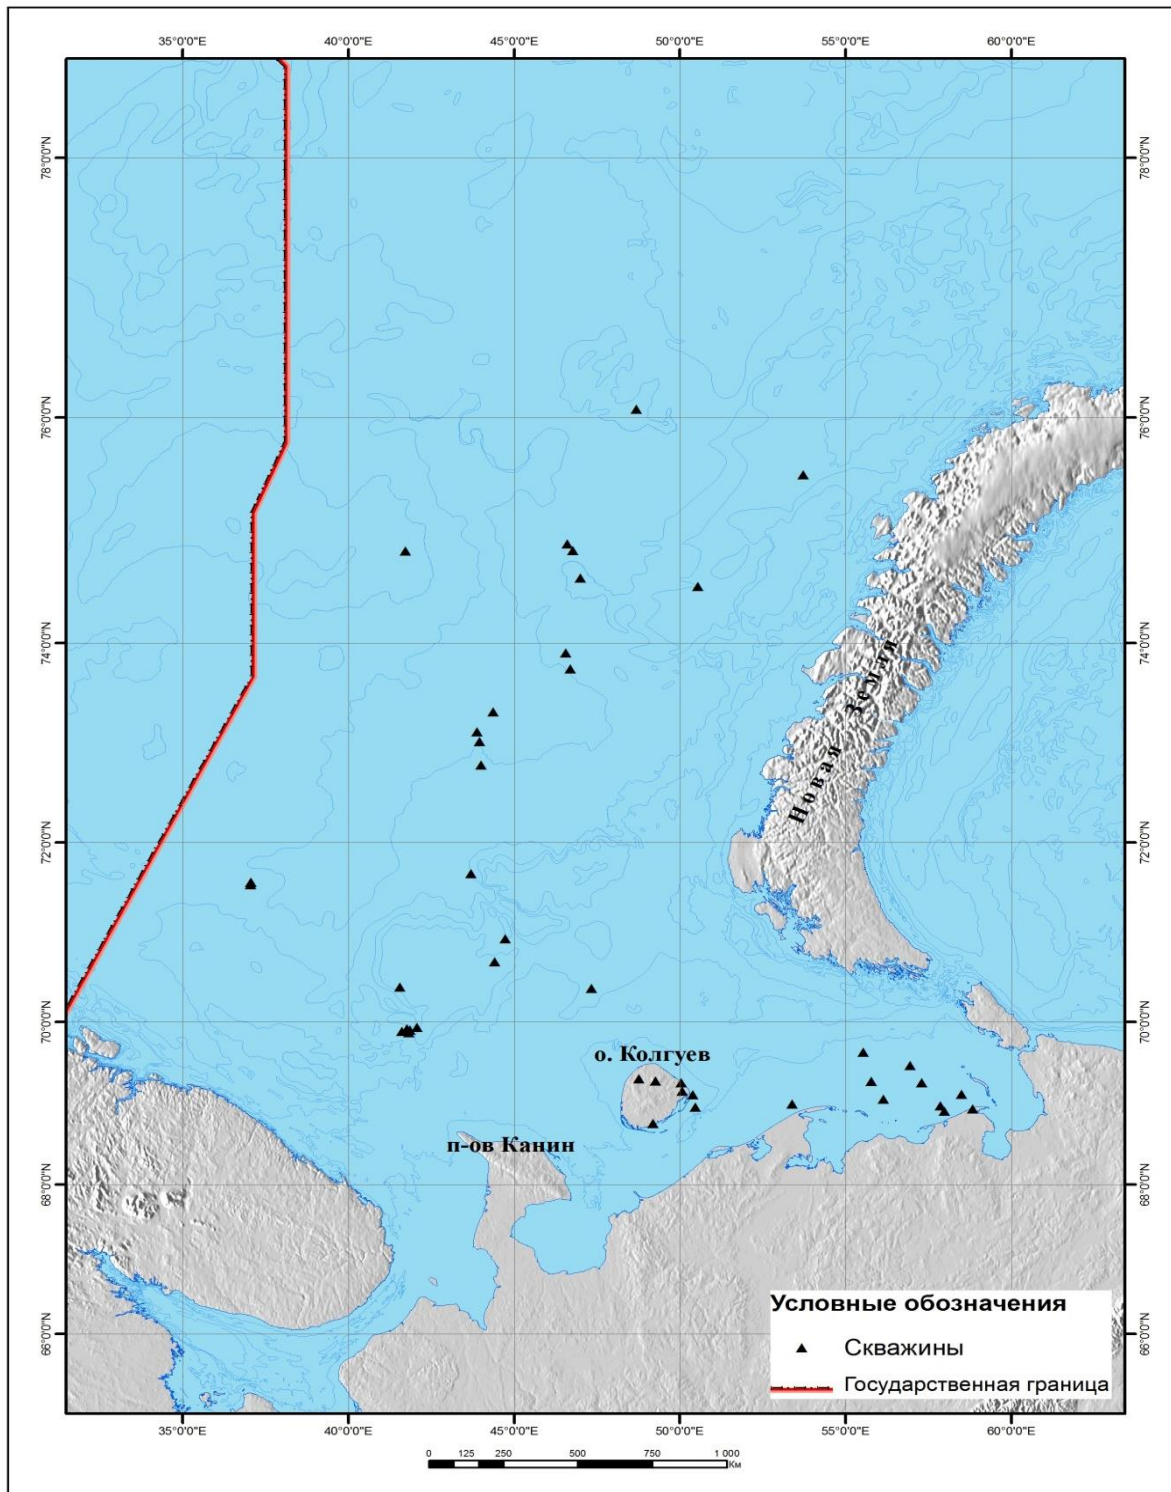 35°0'0"E 40°0'0"E 45°0'0"E 50°0'0"E 55°0'0"E 60°0'0"E
78°0'0"N 78°0'0"N
76°0'0"N 76°0'0"N
74°0'0"N 74°0'0"N
Новая Земля
72°0'0"N 72°0'0"N
70°0'0"N 70°0'0"N
о. Колгуев
п-ов Канин
68°0'0"N 68°0'0"N
66°0'0"N 66°0'0"N
Условные обозначения
Скважины
Государственная граница
35°0'0"E 40°0'0"E 45°0'0"E 50°0'0"E 55°0'0"E 60°0'0"E
0 125 250 500 750 1 000
Км